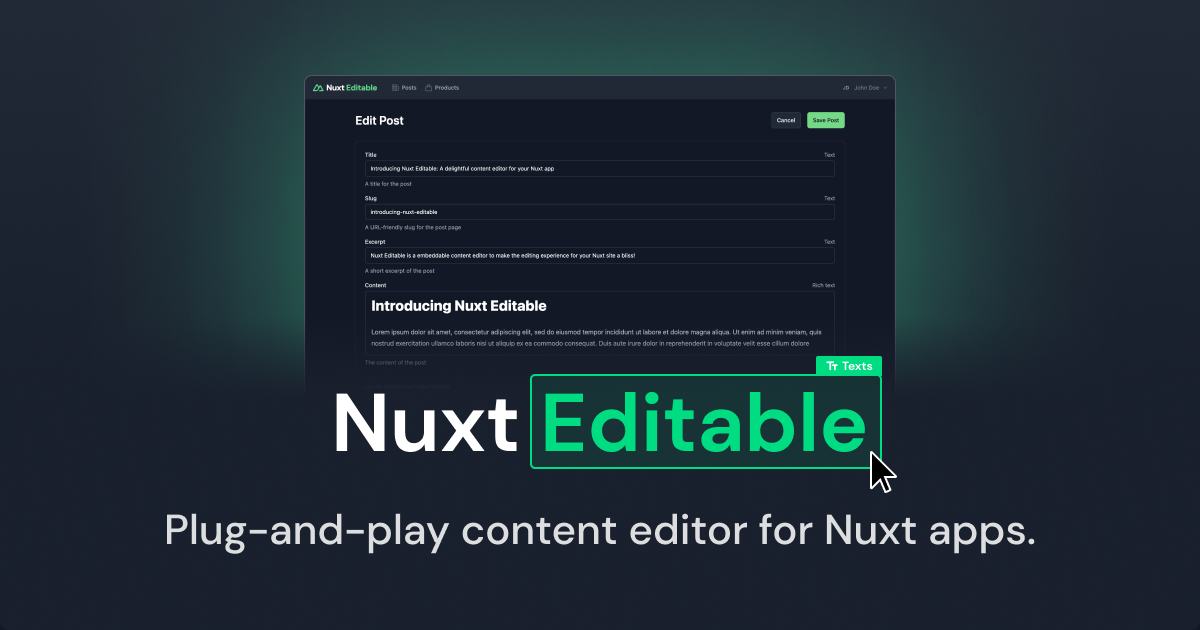 Nuxt Editable Posts Products JD John Doe
Edit Post Cancel Save Post
Title Text
Introducing Nuxt Editable: A delightful content editor for your Nuxt app
A title for the post
Slug Text
introducing-nuxt-editable
A URL-friendly slug for the post page
Excerpt Text
Nuxt Editable is a embeddable content editor to make the editing experience for your Nuxt site a bliss!
A short excerpt of the post
Content Rich text
Introducing Nuxt Editable
Lorem ipsum dolor sit amet, consectetur adipiscing elit, sed do eiusmod tempor incididunt ut labore et dolore magna aliqua. Ut enim ad minim veniam, quis
nostrud exercitation ullamco laboris nisi ut aliquip ex ea commodo consequat. Duis aute irure dolor in reprehenderit in voluptate velit esse cillum dolore
The content of the post
Tt Texts
Nuxt Editable
Plug-and-play content editor for Nuxt apps.